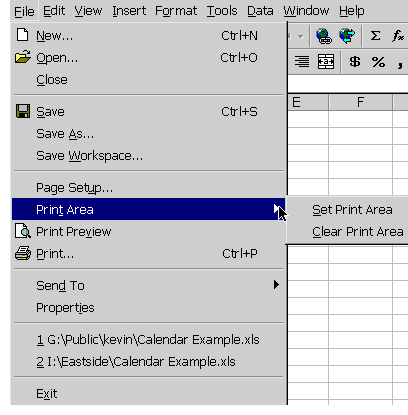 File Edit View Insert Format Tools Data Window Help
New... Ctrl+N
Open... Ctrl+O
Close
Σ fx
$ % ,
E F
Save Ctrl+S
Save As...
Save Workspace...
Page Setup...
Print Area
Set Print Area
Print Preview
Clear Print Area
Print... Ctrl+P
Send To
Properties
1 G:\Public\kevin\Calendar Example.xls
2 I:\Eastside\Calendar Example.xls
Exit